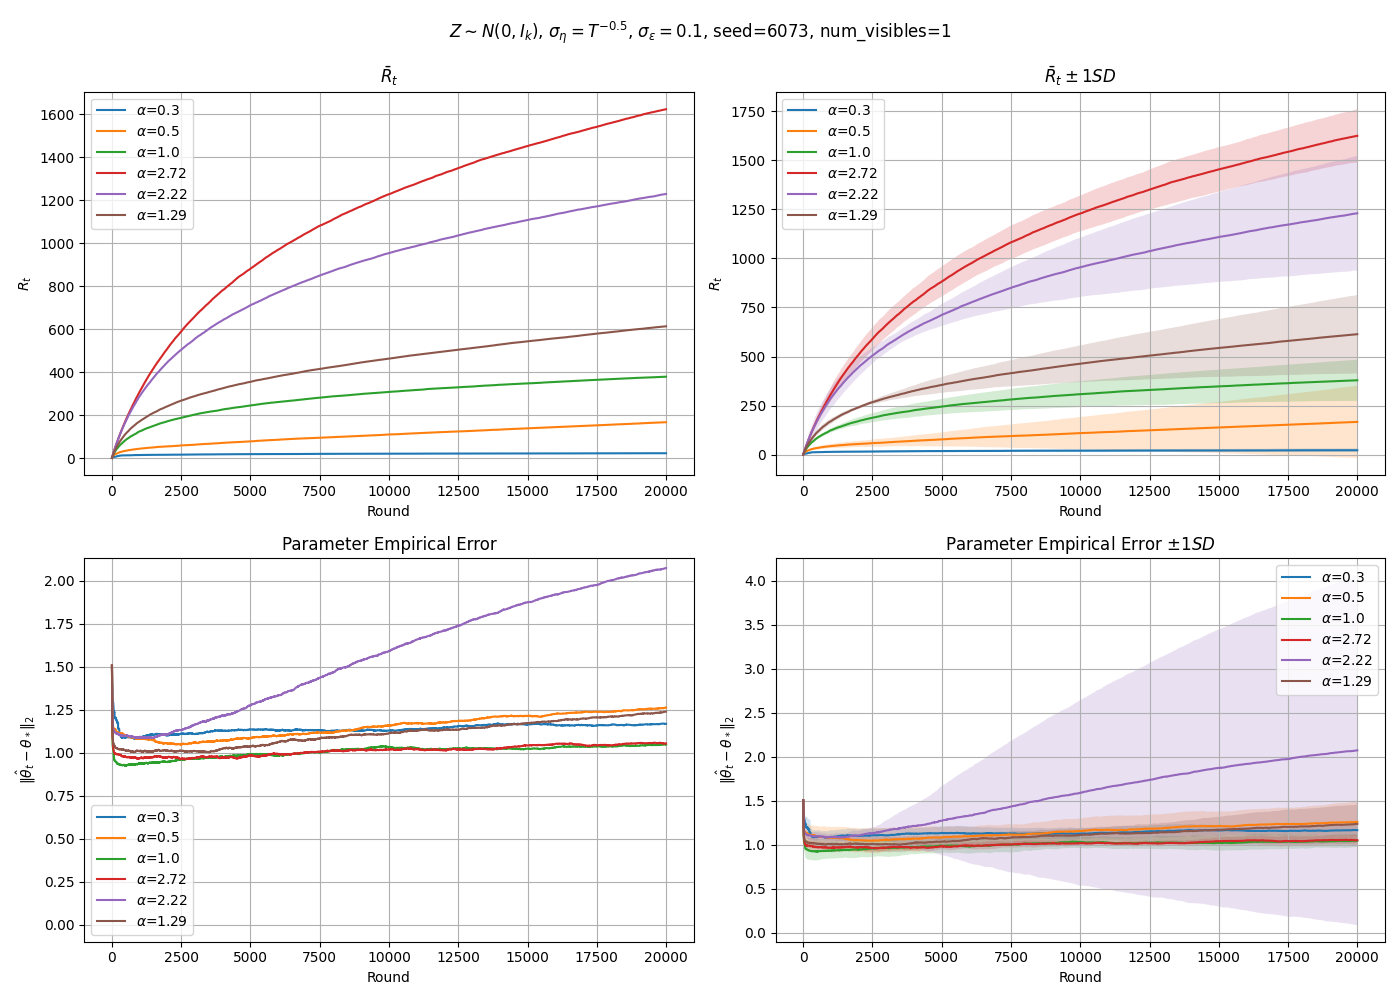 Z ∼ N(0, I_k), σ_η = T^{−0.5}, σ_ε = 0.1, seed=6073, num_visibles=1
R̄_t
R_t
1600
1400
1200
1000
800
600
400
200
0
α=0.3
α=0.5
α=1.0
α=2.72
α=2.22
α=1.29
0 2500 5000 7500 10000 12500 15000 17500 20000
Round
R̄_t ± 1SD
R_t
1750
1500
1250
1000
750
500
250
0
α=0.3
α=0.5
α=1.0
α=2.72
α=2.22
α=1.29
0 2500 5000 7500 10000 12500 15000 17500 20000
Round
Parameter Empirical Error
‖θ̂_t − θ_*‖_2
2.00
1.75
1.50
1.25
1.00
0.75
0.50
0.25
0.00
α=0.3
α=0.5
α=1.0
α=2.72
α=2.22
α=1.29
0 2500 5000 7500 10000 12500 15000 17500 20000
Round
Parameter Empirical Error ±1SD
‖θ̂_t − θ_*‖_2
4.0
3.5
3.0
2.5
2.0
1.5
1.0
0.5
0.0
α=0.3
α=0.5
α=1.0
α=2.72
α=2.22
α=1.29
0 2500 5000 7500 10000 12500 15000 17500 20000
Round